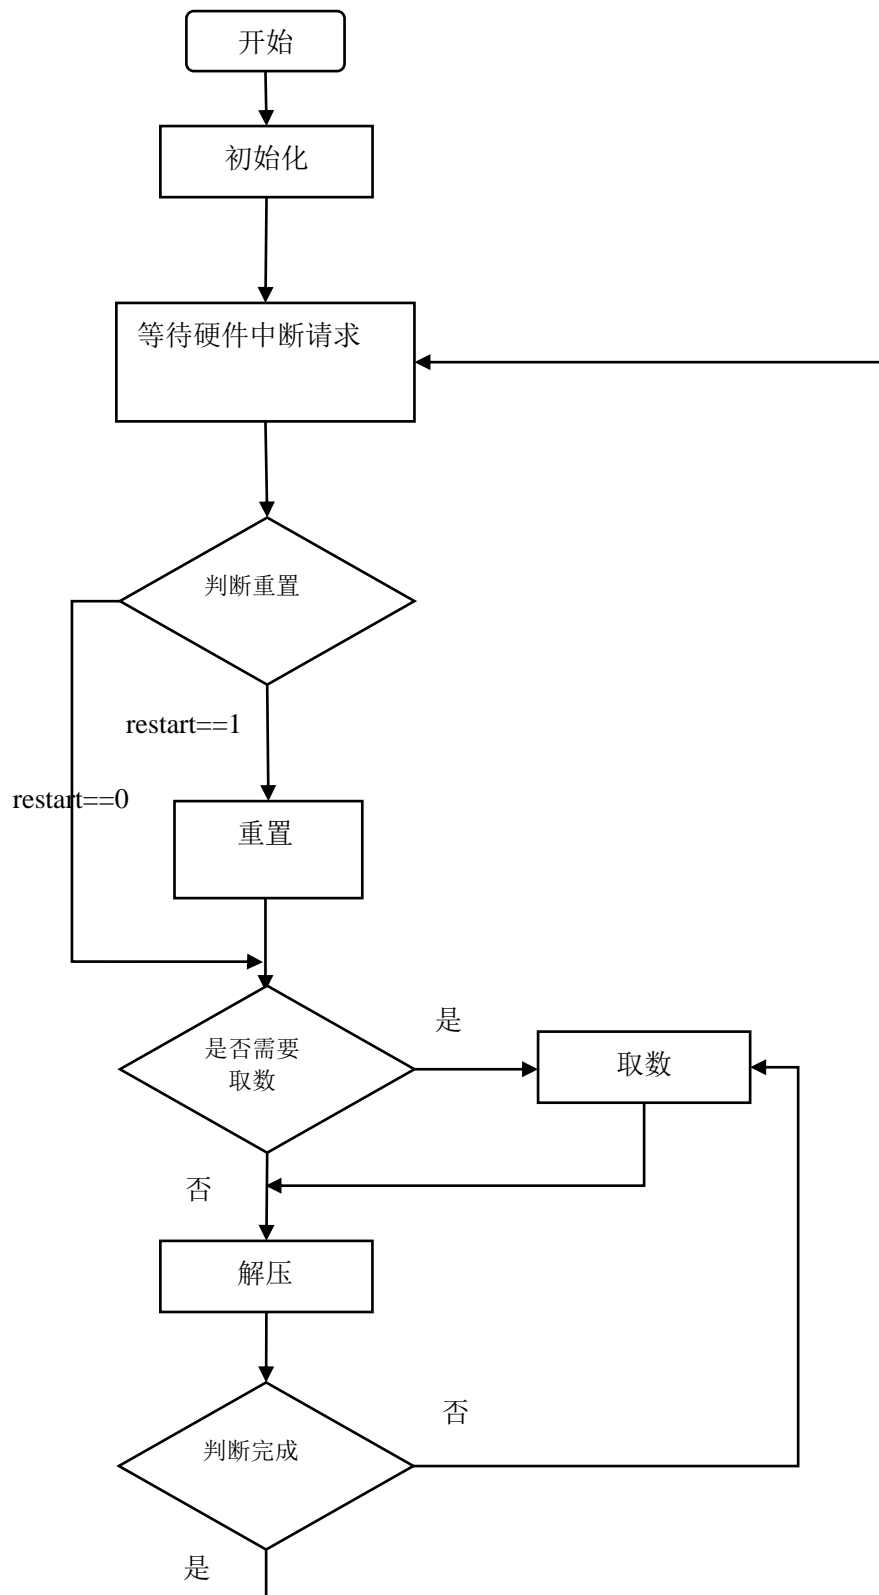 开始
初始化
等待硬件中断请求
判断重置
restart==1
restart==0
重置
是
是否需要
取数
取数
否
解压
否
判断完成
是